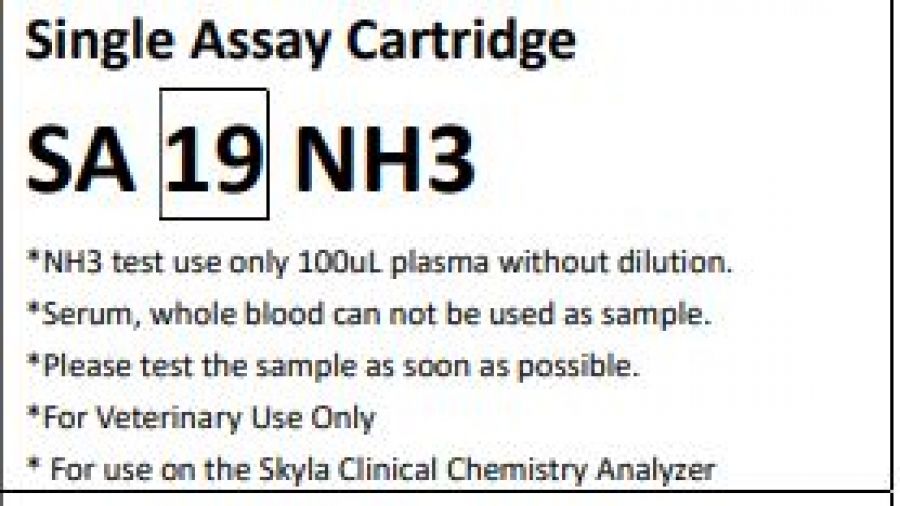 Single Assay Cartridge
SA 19 NH3
*NH3 test use only 100uL plasma without dilution.
*Serum, whole blood can not be used as sample.
*Please test the sample as soon as possible.
*For Veterinary Use Only
* For use on the Skyla Clinical Chemistry Analyzer